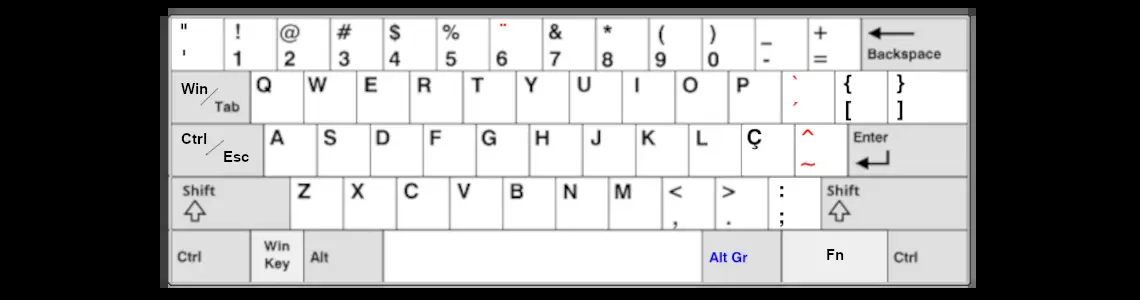 " ! @ # $ % ¨ & * ( ) _ + Backspace
' 1 2 3 4 5 6 7 8 9 0 - =
Win Q W E R T Y U I O P ` { }
Tab ´ [ ]
Ctrl A S D F G H J K L Ç ^ Enter
Esc ~
Shift Z X C V B N M < > : Shift
, . ;
Ctrl Win Key Alt Alt Gr Fn Ctrl